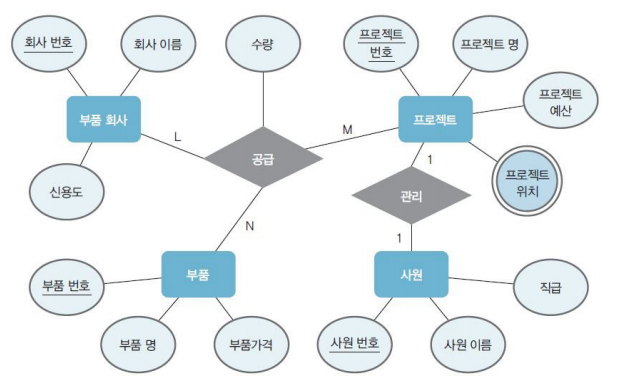 회사 번호
회사 이름
수량
프로젝트
번호
프로젝트 명
프로젝트
예산
부품 회사
프로젝트
L
M
공급
1
신용도
프로젝트
위치
관리
N
1
부품
사원
부품 번호
직급
부품 명
부품가격
사원 번호
사원 이름